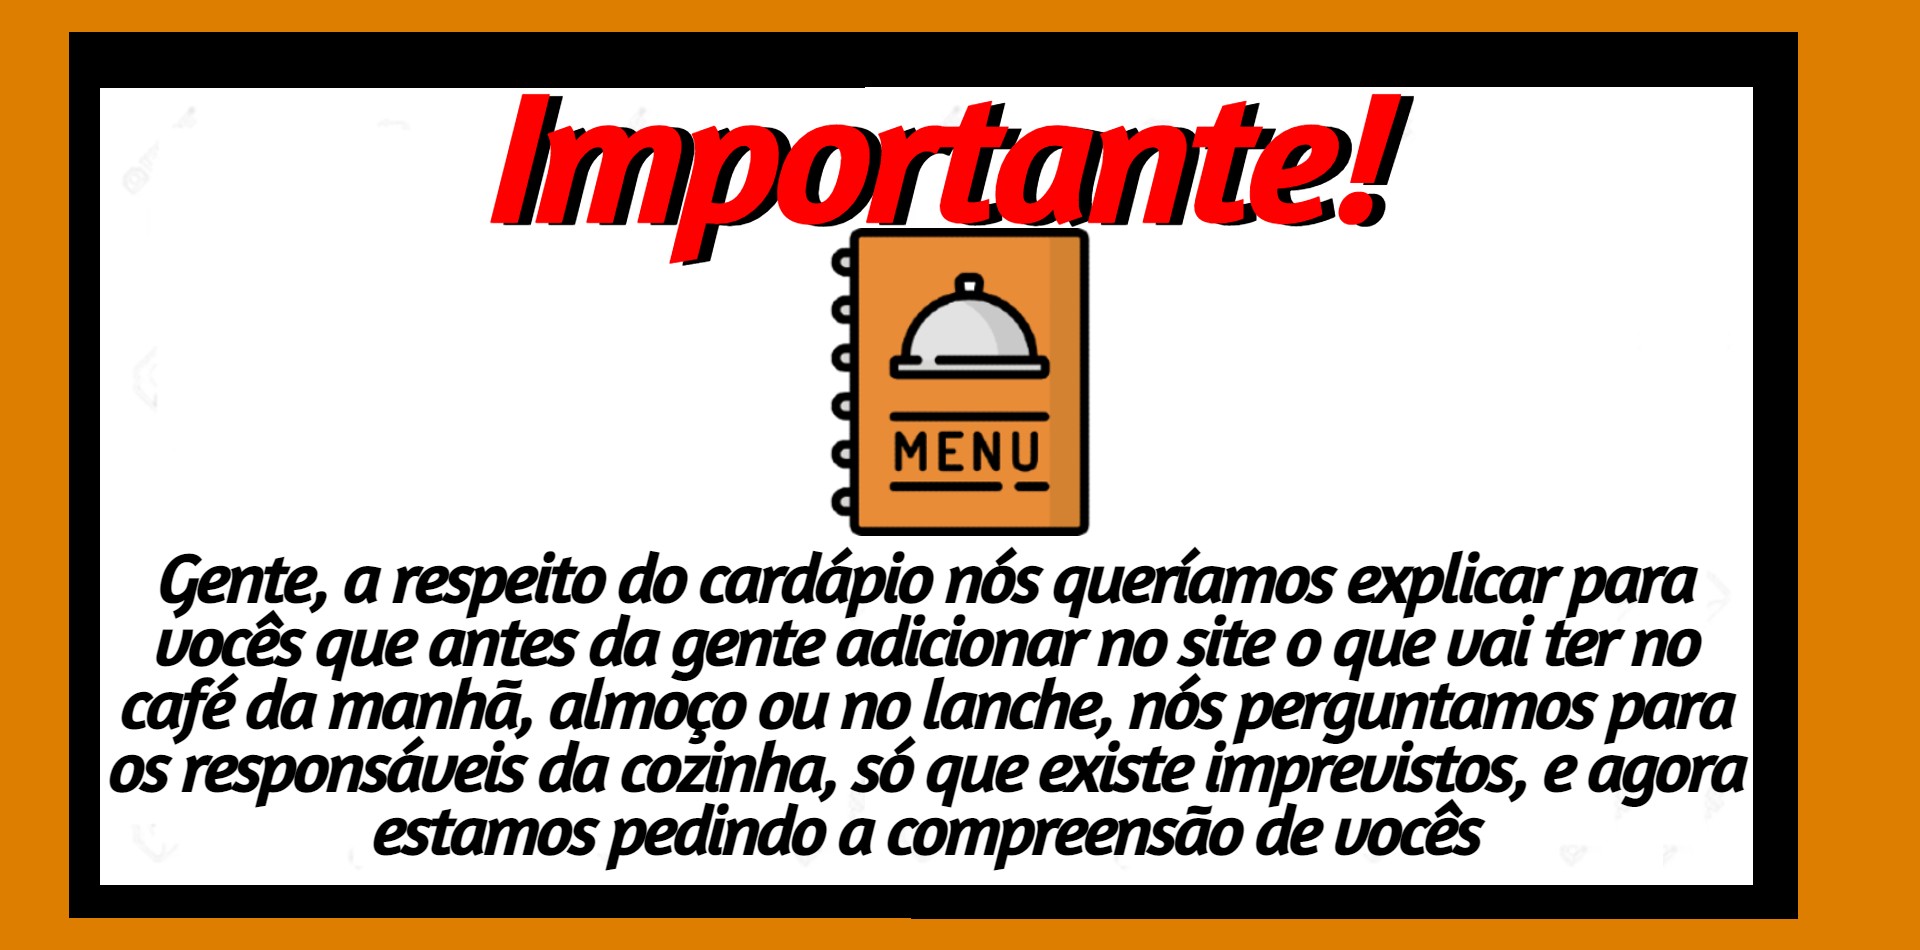 Importante!
MENU
Gente, a respeito do cardápio nós queríamos explicar para
vocês que antes da gente adicionar no site o que vai ter no
café da manhã, almoço ou no lanche, nós perguntamos para
os responsáveis da cozinha, só que existe imprevistos, e agora
estamos pedindo a compreensão de vocês